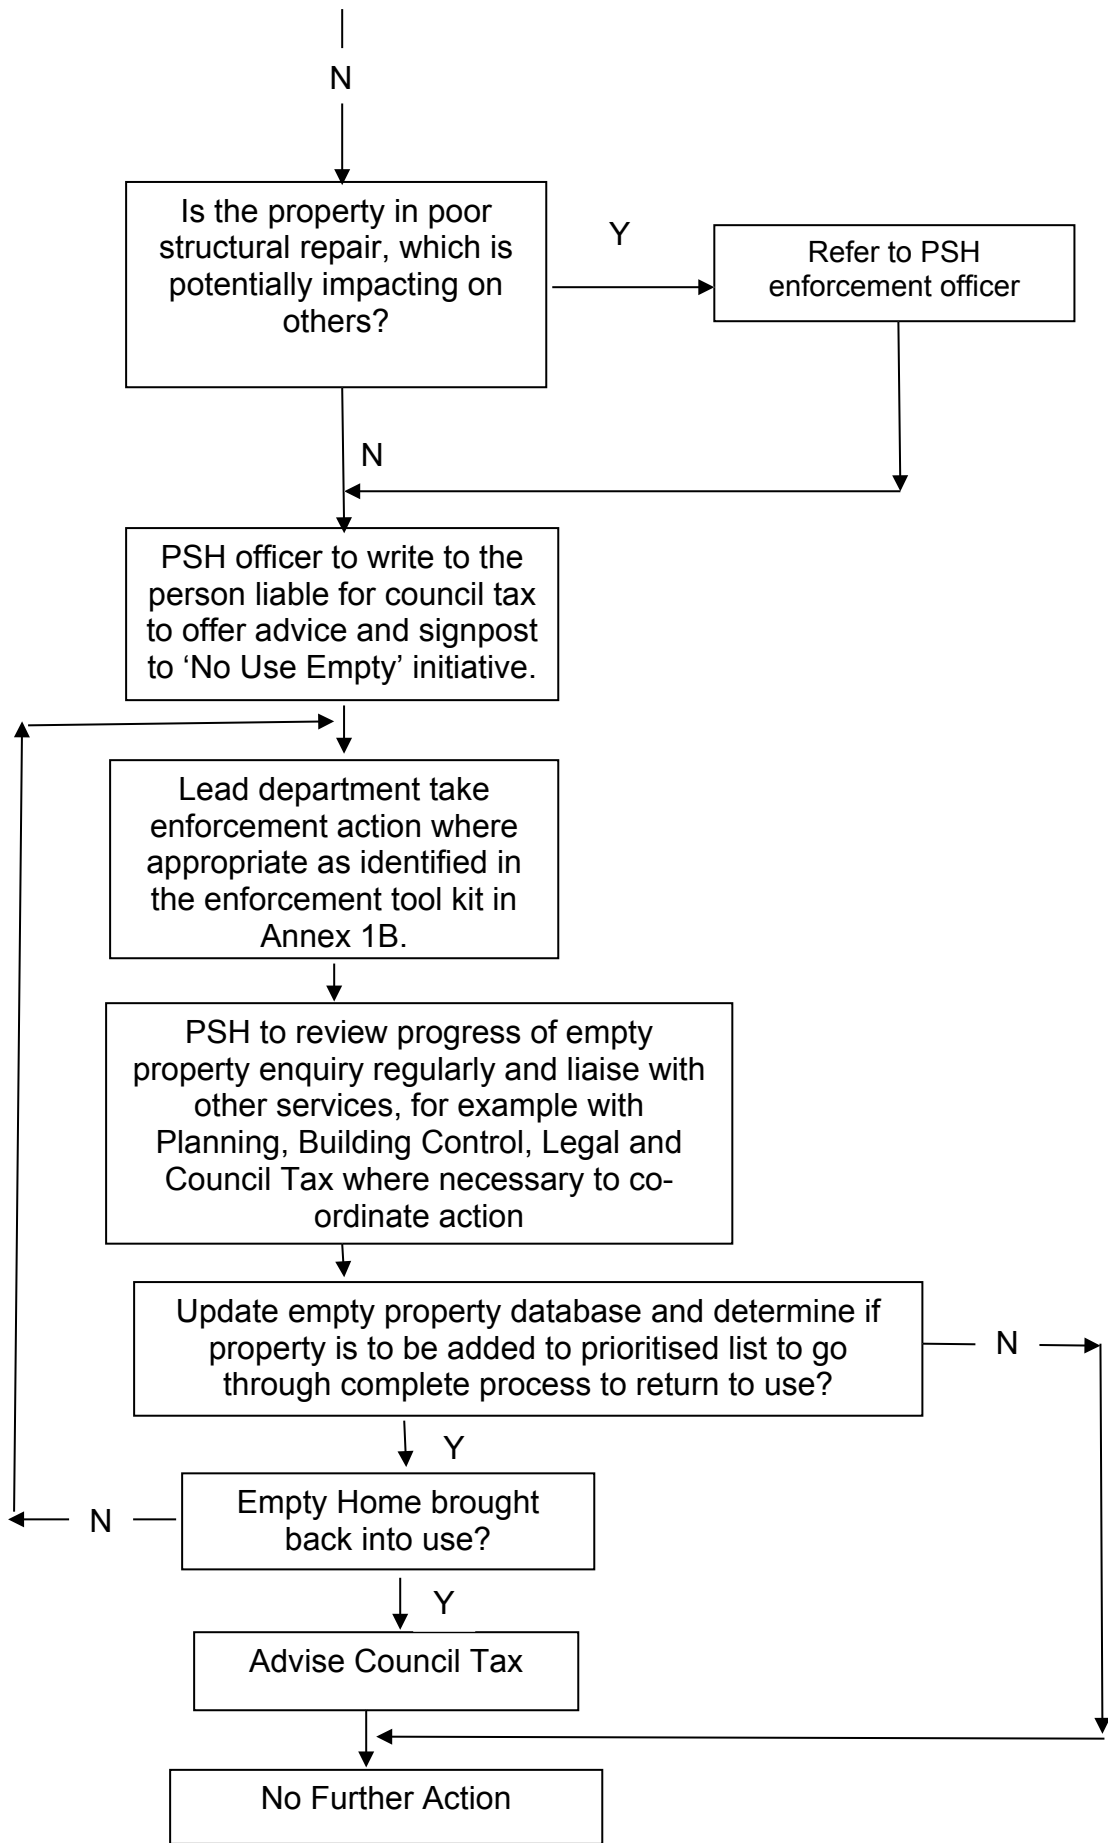 N
Is the property in poor
structural repair, which is
potentially impacting on
others?
Y
Refer to PSH
enforcement officer
N
PSH officer to write to the
person liable for council tax
to offer advice and signpost
to ‘No Use Empty’ initiative.
Lead department take
enforcement action where
appropriate as identified in
the enforcement tool kit in
Annex 1B.
PSH to review progress of empty
property enquiry regularly and liaise with
other services, for example with
Planning, Building Control, Legal and
Council Tax where necessary to co-
ordinate action
Update empty property database and determine if
property is to be added to prioritised list to go
through complete process to return to use?
N
Y
Empty Home brought
back into use?
N
Y
Advise Council Tax
No Further Action